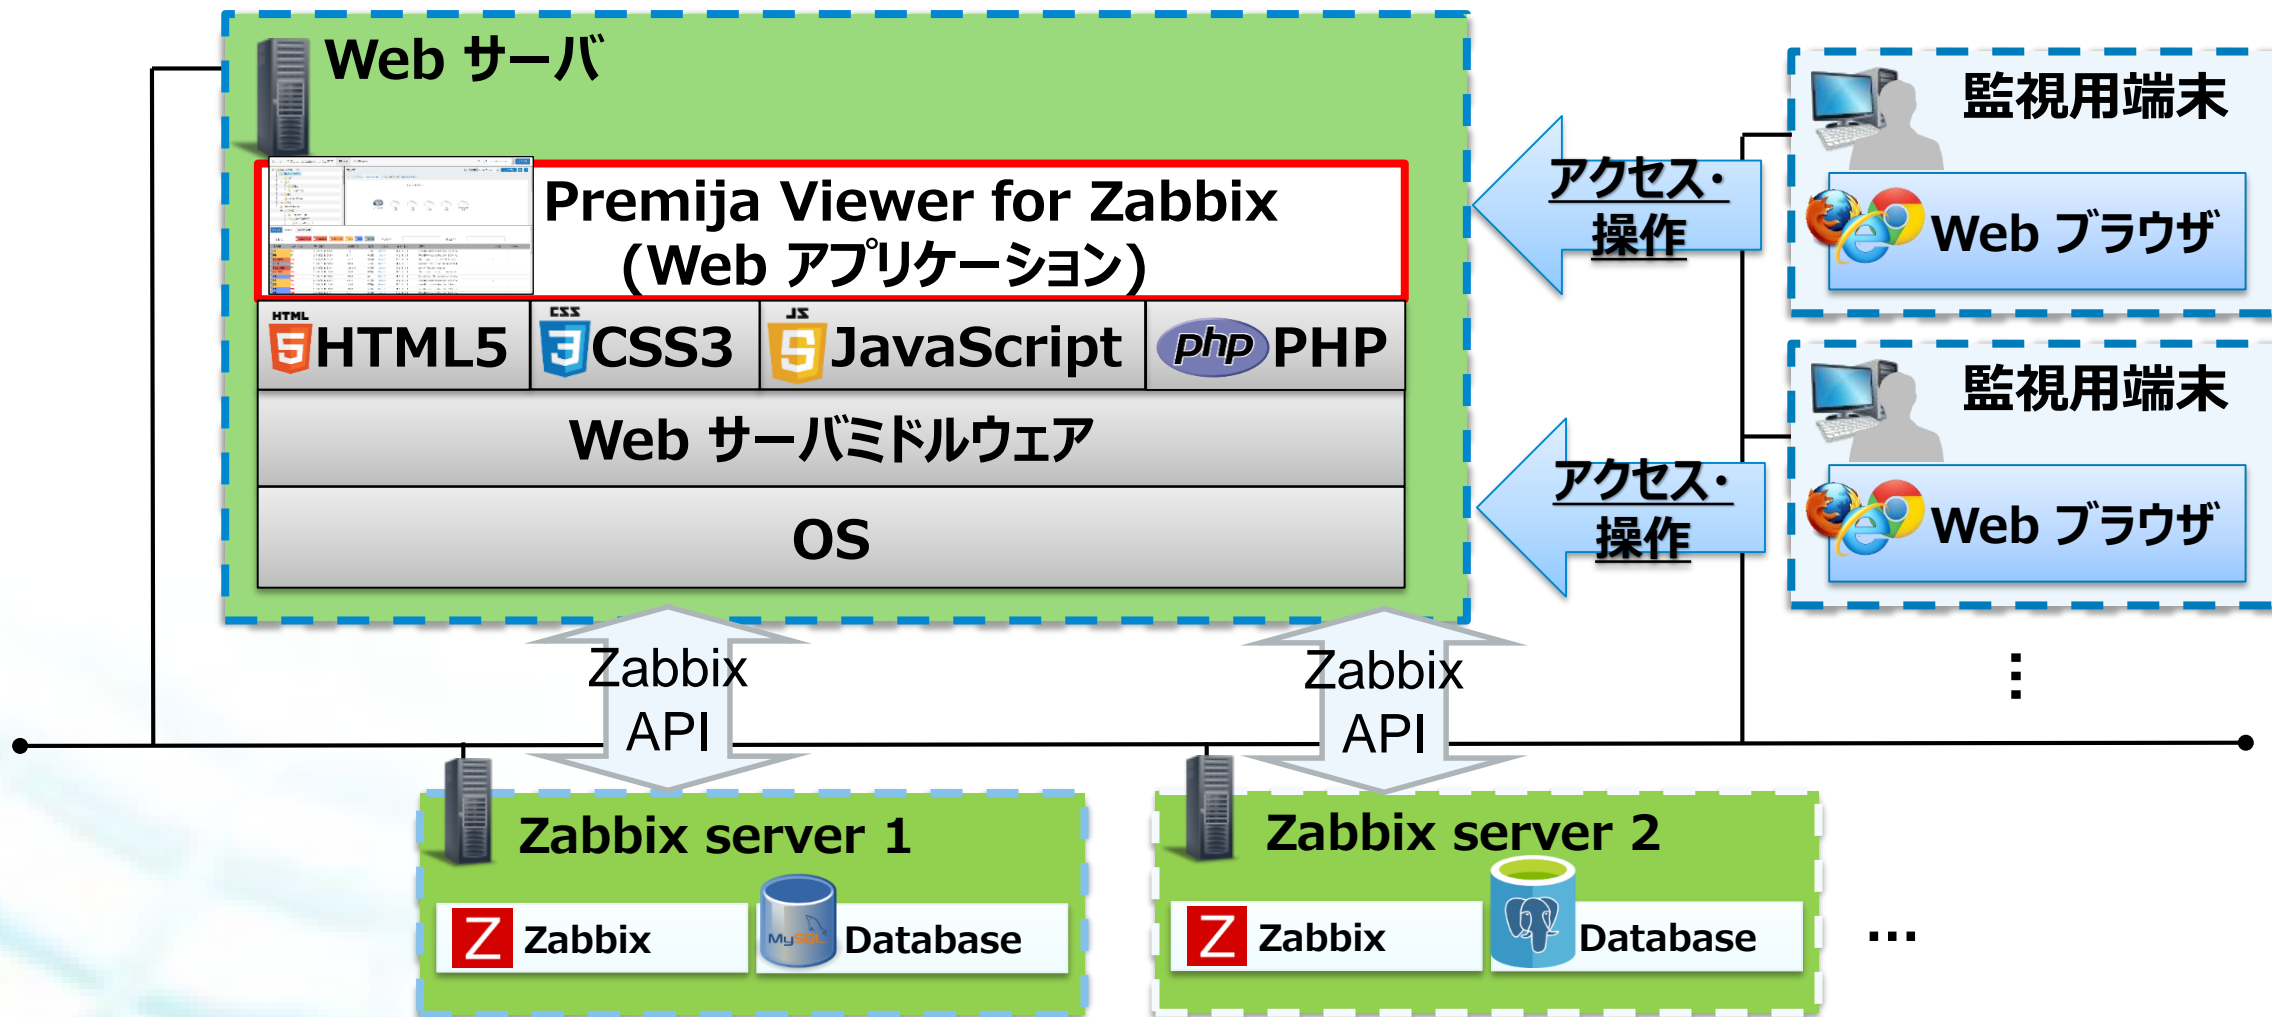 Web サーバ
Premija Viewer for Zabbix
(Web アプリケーション)
HTML
HTML5
CSS
CSS3
JS
JavaScript
php
PHP
Web サーバミドルウェア
OS
アクセス・
操作
監視用端末
Web ブラウザ
アクセス・
操作
監視用端末
Web ブラウザ
⋮
Zabbix
API
Zabbix
API
Zabbix server 1
Z
Zabbix
MySQL
Database
Zabbix server 2
Z
Zabbix
Database
…